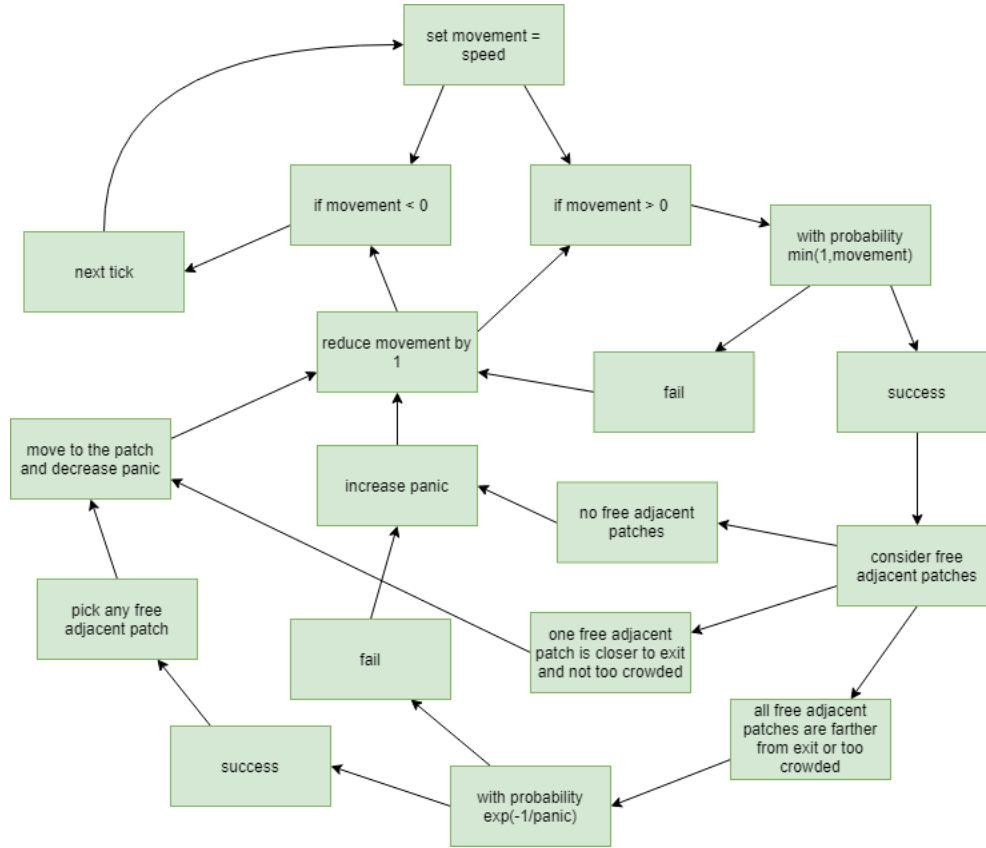 set movement =
speed
if movement < 0
if movement > 0
with probability
min(1,movement)
next tick
reduce movement by
1
fail
success
move to the patch
and decrease panic
increase panic
no free adjacent
patches
consider free
adjacent patches
pick any free
adjacent patch
fail
one free adjacent
patch is closer to exit
and not too crowded
all free adjacent
patches are farther
from exit or too
crowded
success
with probability
exp(-1/panic)